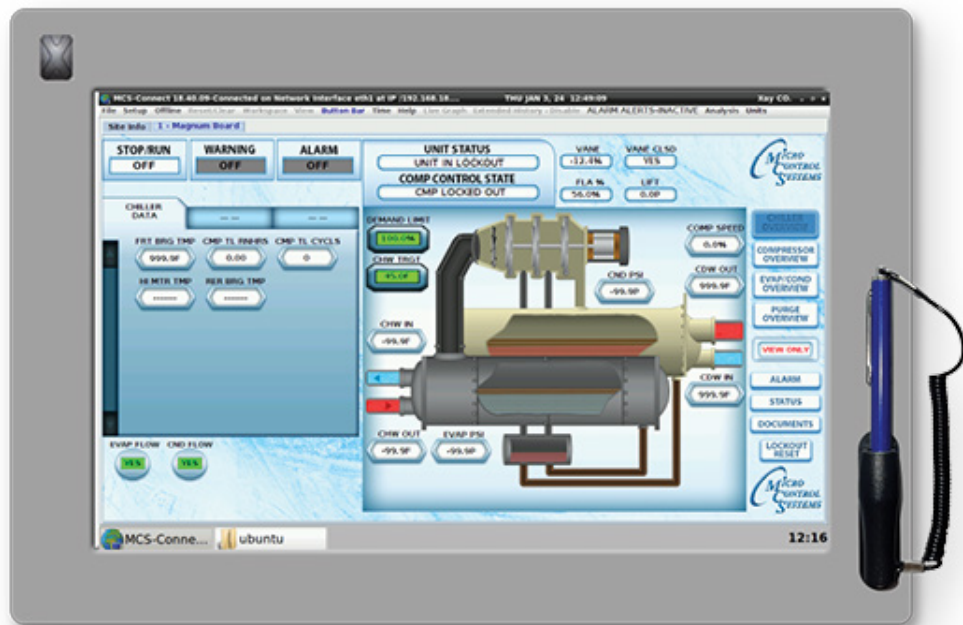 MCS-Connect 18.40.09-Connected on Network Interface eth1 at IP /192.168.18.... THU JAN 3, 24 12:49:09 Xay CO.
File Setup Offline Reset/Clear Workspace View Button Bar Time Help Live Graph Extended History - Disable ALARM ALERTS-INACTIVE Analysis Units
Site Info 1 - Magnum Board
STOP/RUN WARNING ALARM
OFF OFF OFF
UNIT STATUS
UNIT IN LOCKOUT
COMP CONTROL STATE
CMP LOCKED OUT
VANE VANE CLSD
-12.4% YES
FLA % LIFT
56.0% 0.0P
MICRO
CONTROL
SYSTEMS
CHILLER
DATA
-- -- -- --
FRT BRG TMP CMP TL RNHRS CMP TL CYCLS
999.9F 0.00 0
HI MTR TMP RER BRG TMP
------ ------
EVAP FLOW CND FLOW
YES YES
DEMAND LIMIT
100.0%
CHW TRGT
45.0F
CHW IN
-99.9F
CHW OUT EVAP PSI
-99.9F -99.9P
CND PSI
-99.9P
COMP SPEED
0.0%
CDW OUT
999.9F
CDW IN
999.9F
CHILLER
OVERVIEW
COMPRESSOR
OVERVIEW
EVAP/COND
OVERVIEW
PURGE
OVERVIEW
VIEW ONLY
ALARM
STATUS
DOCUMENTS
LOCKOUT
RESET
MICRO
CONTROL
SYSTEMS
MCS-Conne... ubuntu 12:16